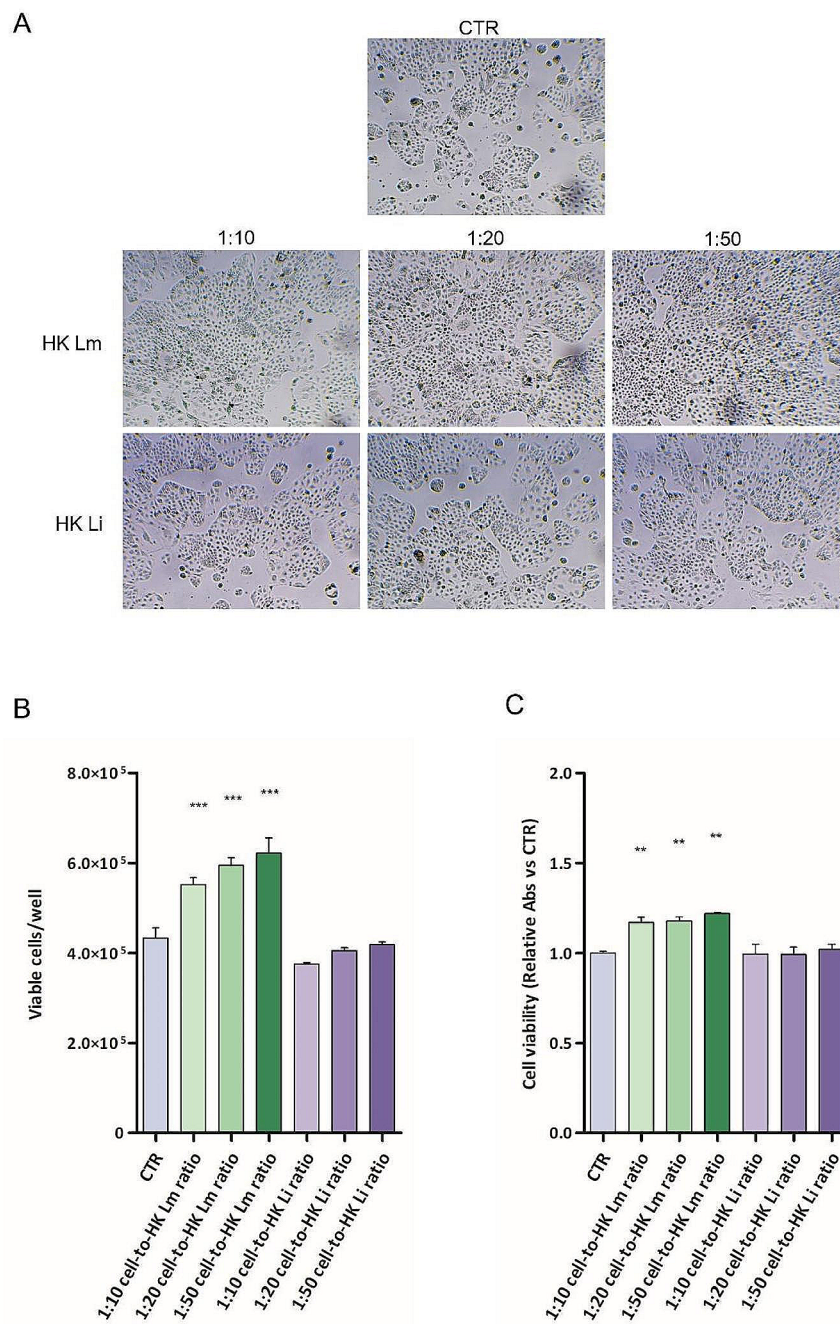 A
CTR
1:10 1:20 1:50
HK Lm
HK Li
B
C
8.0×10⁵
6.0×10⁵
4.0×10⁵
2.0×10⁵
0
Viable cells/well
*** *** ***
CTR
1:10 cell-to-HK Lm ratio
1:20 cell-to-HK Lm ratio
1:50 cell-to-HK Lm ratio
1:10 cell-to-HK Li ratio
1:20 cell-to-HK Li ratio
1:50 cell-to-HK Li ratio
2.0
1.5
1.0
0.5
0.0
Cell viability (Relative Abs vs CTR)
** ** **
CTR
1:10 cell-to-HK Lm ratio
1:20 cell-to-HK Lm ratio
1:50 cell-to-HK Lm ratio
1:10 cell-to-HK Li ratio
1:20 cell-to-HK Li ratio
1:50 cell-to-HK Li ratio